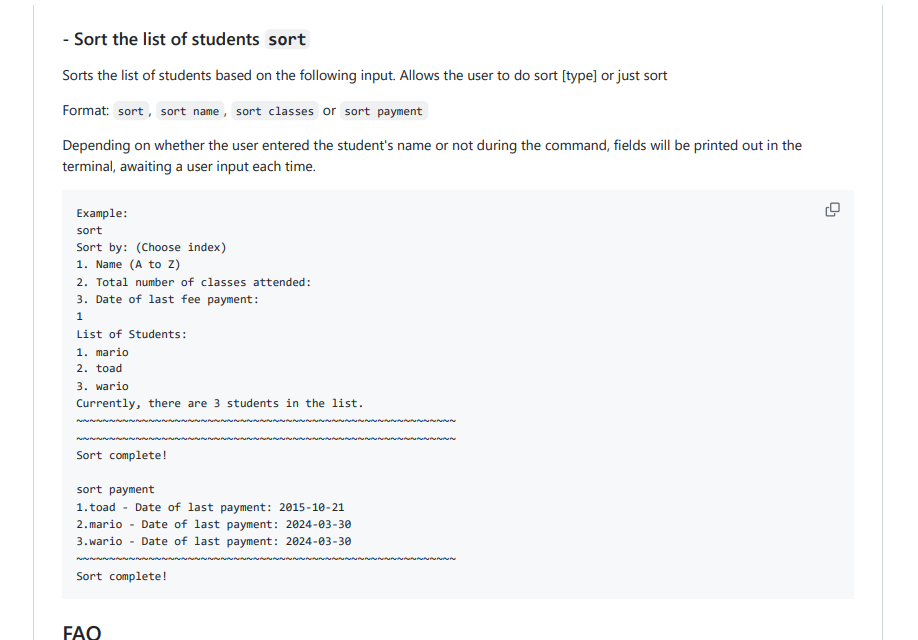 - Sort the list of students sort
Sorts the list of students based on the following input. Allows the user to do sort [type] or just sort
Format: sort , sort name , sort classes or sort payment
Depending on whether the user entered the student's name or not during the command, fields will be printed out in the
terminal, awaiting a user input each time.
Example:
sort
Sort by: (Choose index)
1. Name (A to Z)
2. Total number of classes attended:
3. Date of last fee payment:
1
List of Students:
1. mario
2. toad
3. wario
Currently, there are 3 students in the list.
~~~~~~~~~~~~~~~~~~~~~~~~~~~~~~~~~~~~~~~~~~~~~~~~~~~~~~~~~~
~~~~~~~~~~~~~~~~~~~~~~~~~~~~~~~~~~~~~~~~~~~~~~~~~~~~~~~~~~
Sort complete!
sort payment
1.toad - Date of last payment: 2015-10-21
2.mario - Date of last payment: 2024-03-30
3.wario - Date of last payment: 2024-03-30
~~~~~~~~~~~~~~~~~~~~~~~~~~~~~~~~~~~~~~~~~~~~~~~~~~~~~~~~~~
Sort complete!
FAQ